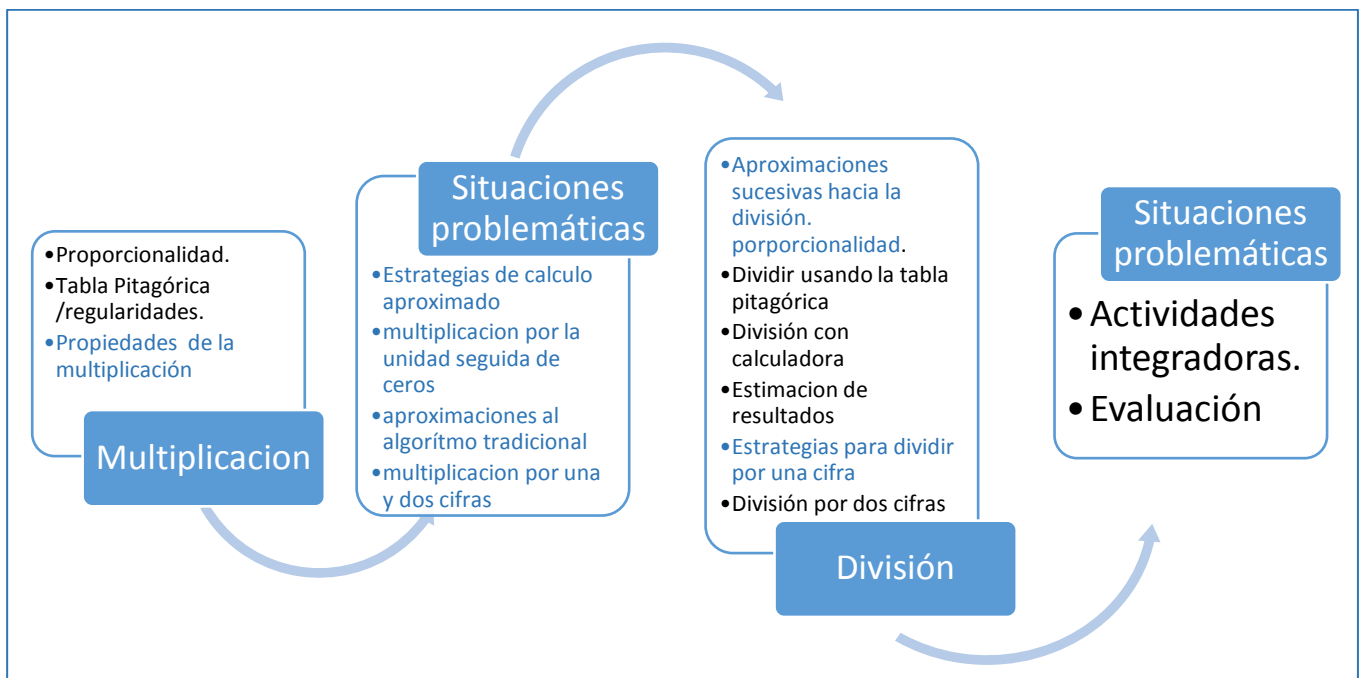 •Proporcionalidad.
•Tabla Pitagórica
/regularidades.
•Propiedades de la
multiplicación
Multiplicacion
Situaciones
problemáticas
•Estrategias de calculo
aproximado
•multiplicacion por la
unidad seguida de
ceros
•aproximaciones al
algorítmo tradicional
•multiplicacion por una
y dos cifras
•Aproximaciones
sucesivas hacia la
división.
porporcionalidad.
•Dividir usando la tabla
pitagórica
•División con
calculadora
•Estimacion de
resultados
•Estrategias para dividir
por una cifra
•División por dos cifras
División
Situaciones
problemáticas
•Actividades
integradoras.
•Evaluación